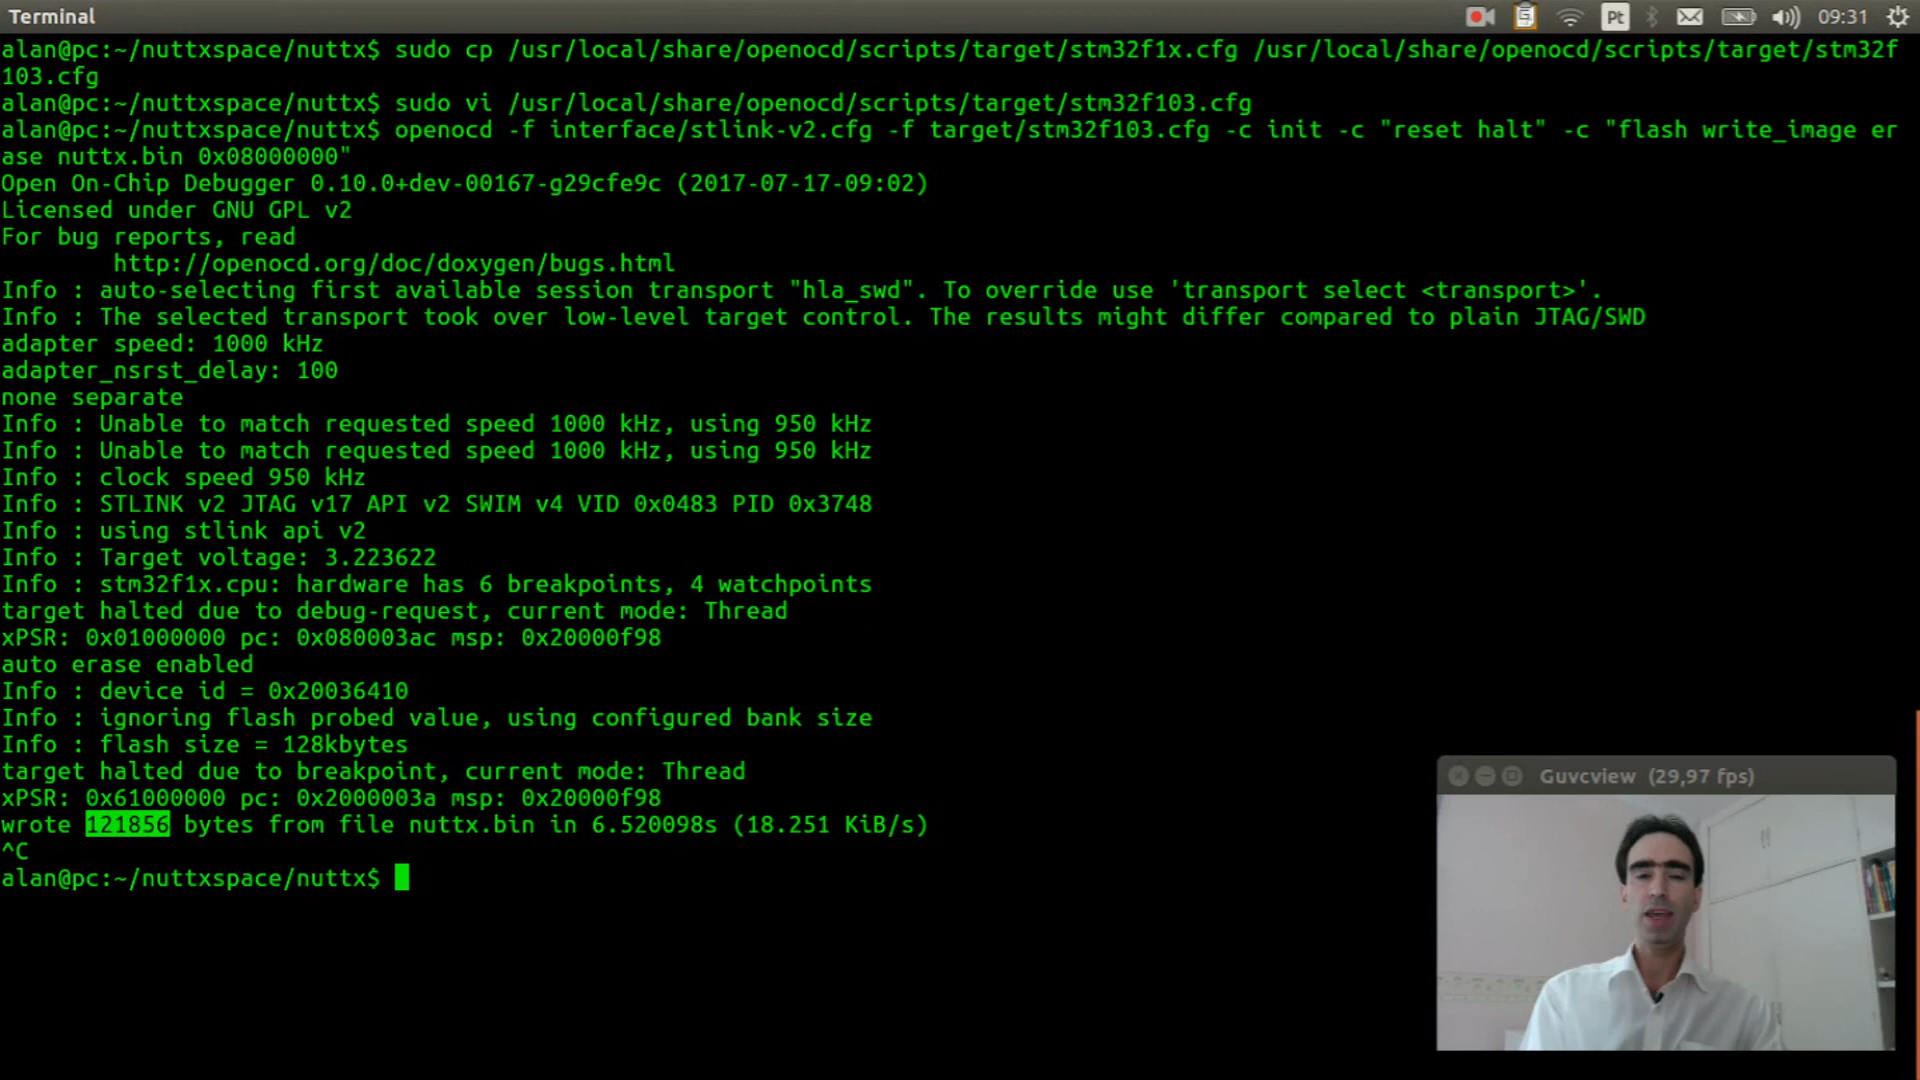 Terminal
Pt
09:31
alan@pc:~/nuttxspace/nuttx$ sudo cp /usr/local/share/openocd/scripts/target/stm32f1x.cfg /usr/local/share/openocd/scripts/target/stm32f
103.cfg
alan@pc:~/nuttxspace/nuttx$ sudo vi /usr/local/share/openocd/scripts/target/stm32f103.cfg
alan@pc:~/nuttxspace/nuttx$ openocd -f interface/stlink-v2.cfg -f target/stm32f103.cfg -c init -c "reset halt" -c "flash write_image er
ase nuttx.bin 0x08000000"
Open On-Chip Debugger 0.10.0+dev-00167-g29cfe9c (2017-07-17-09:02)
Licensed under GNU GPL v2
For bug reports, read
http://openocd.org/doc/doxygen/bugs.html
Info : auto-selecting first available session transport "hla_swd". To override use 'transport select <transport>'.
Info : The selected transport took over low-level target control. The results might differ compared to plain JTAG/SWD
adapter speed: 1000 kHz
adapter_nsrst_delay: 100
none separate
Info : Unable to match requested speed 1000 kHz, using 950 kHz
Info : Unable to match requested speed 1000 kHz, using 950 kHz
Info : clock speed 950 kHz
Info : STLINK v2 JTAG v17 API v2 SWIM v4 VID 0x0483 PID 0x3748
Info : using stlink api v2
Info : Target voltage: 3.223622
Info : stm32f1x.cpu: hardware has 6 breakpoints, 4 watchpoints
target halted due to debug-request, current mode: Thread
xPSR: 0x01000000 pc: 0x080003ac msp: 0x20000f98
auto erase enabled
Info : device id = 0x20036410
Info : ignoring flash probed value, using configured bank size
Info : flash size = 128kbytes
target halted due to breakpoint, current mode: Thread
xPSR: 0x61000000 pc: 0x2000003a msp: 0x20000f98
wrote 121856 bytes from file nuttx.bin in 6.520098s (18.251 KiB/s)
^C
alan@pc:~/nuttxspace/nuttx$
Guvcview (29,97 fps)